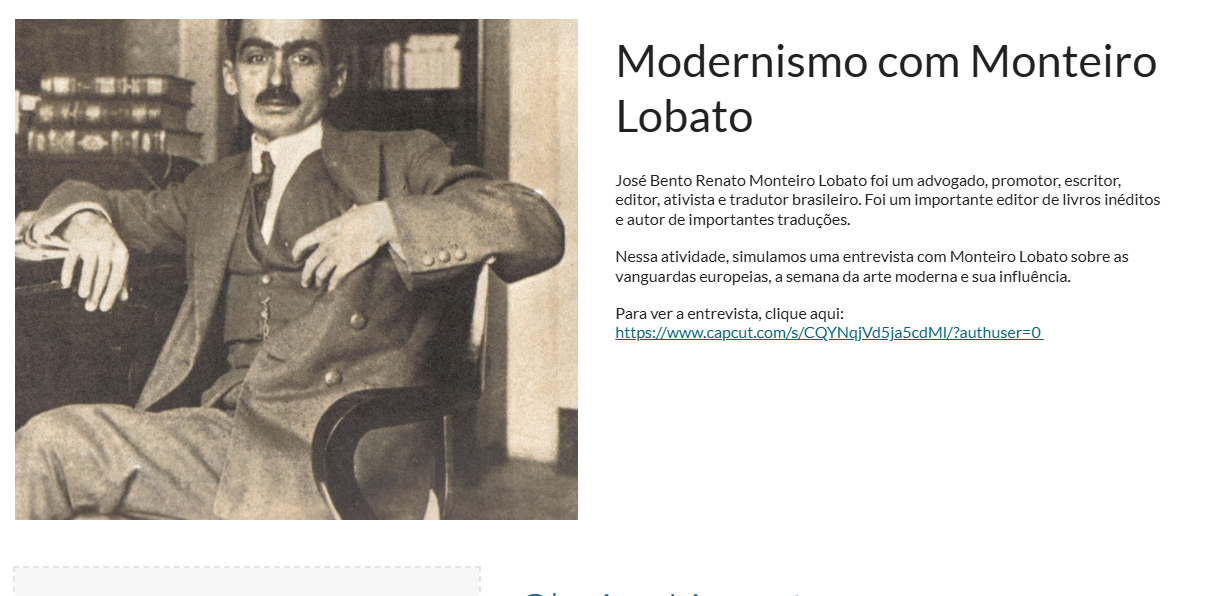 Modernismo com Monteiro
Lobato
José Bento Renato Monteiro Lobato foi um advogado, promotor, escritor,
editor, ativista e tradutor brasileiro. Foi um importante editor de livros inéditos
e autor de importantes traduções.
Nessa atividade, simulamos uma entrevista com Monteiro Lobato sobre as
vanguardas europeias, a semana da arte moderna e sua influência.
Para ver a entrevista, clique aqui:
https://www.capcut.com/s/CQYNqjVd5ja5cdMI/?authuser=0